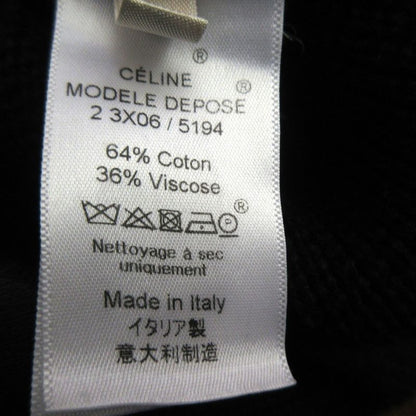 ®
CÉLINE
®
MODELE DEPOSE
2 3X06 / 5194
64% Coton
36% Viscose
P
®
Nettoyage à sec
uniquement
Made in Italy
イタリア製
意大利制造